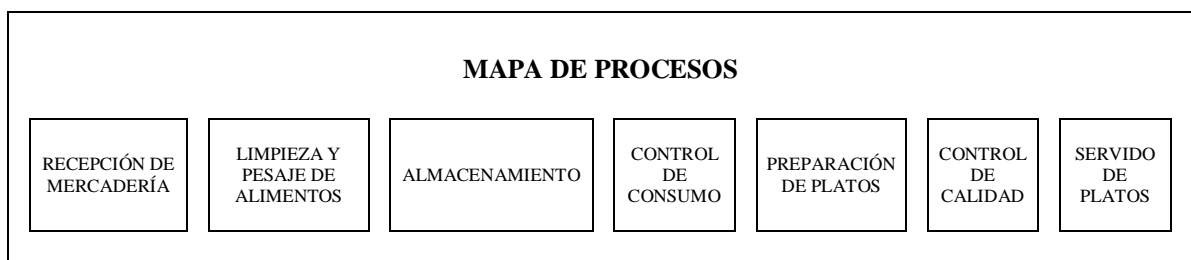 MAPA DE PROCESOS
RECEPCIÓN DE
MERCADERÍA
LIMPIEZA Y
PESAJE DE
ALIMENTOS
ALMACENAMIENTO
CONTROL
DE
CONSUMO
PREPARACIÓN
DE PLATOS
CONTROL
DE
CALIDAD
SERVIDO
DE
PLATOS